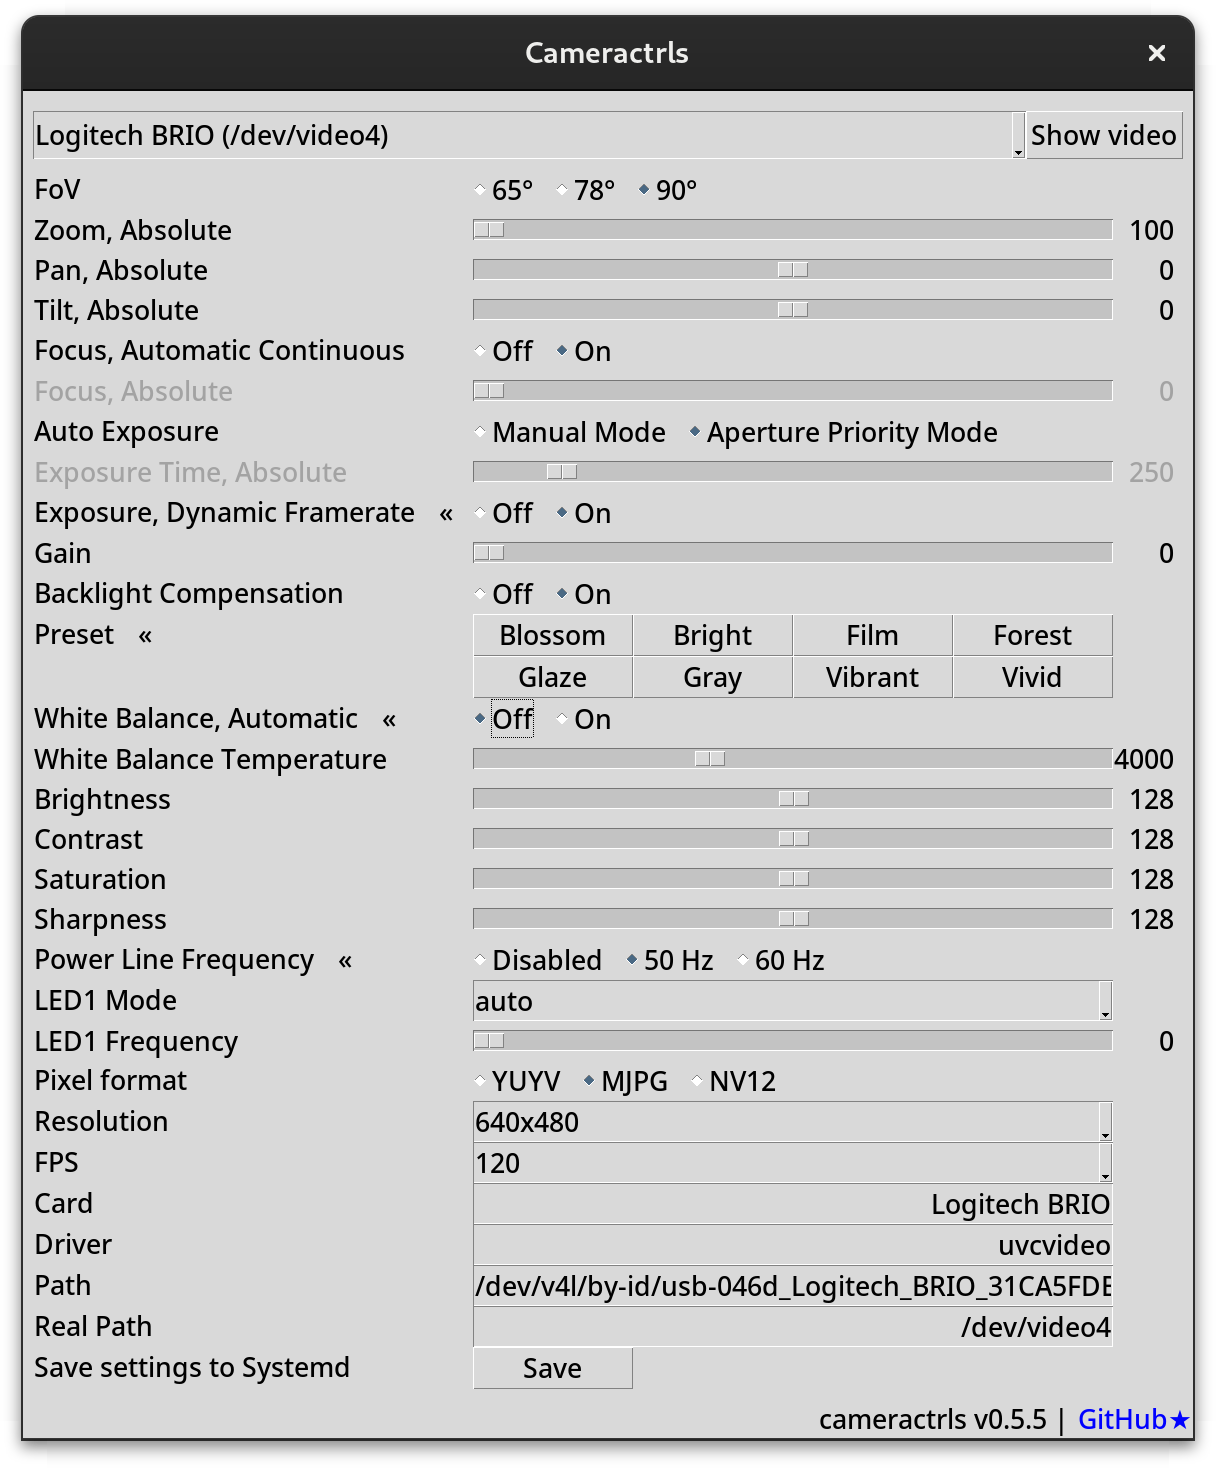 Cameractrls ×
Logitech BRIO (/dev/video4) Show video
FoV 65° 78° 90°
Zoom, Absolute 100
Pan, Absolute 0
Tilt, Absolute 0
Focus, Automatic Continuous Off On
Focus, Absolute 0
Auto Exposure Manual Mode Aperture Priority Mode
Exposure Time, Absolute 250
Exposure, Dynamic Framerate « Off On
Gain 0
Backlight Compensation Off On
Preset « Blossom Bright Film Forest
Glaze Gray Vibrant Vivid
White Balance, Automatic « Off On
White Balance Temperature 4000
Brightness 128
Contrast 128
Saturation 128
Sharpness 128
Power Line Frequency « Disabled 50 Hz 60 Hz
LED1 Mode auto
LED1 Frequency 0
Pixel format YUYV MJPG NV12
Resolution 640x480
FPS 120
Card Logitech BRIO
Driver uvcvideo
Path /dev/v4l/by-id/usb-046d_Logitech_BRIO_31CA5FDE
Real Path /dev/video4
Save settings to Systemd Save
cameractrls v0.5.5 | GitHub★